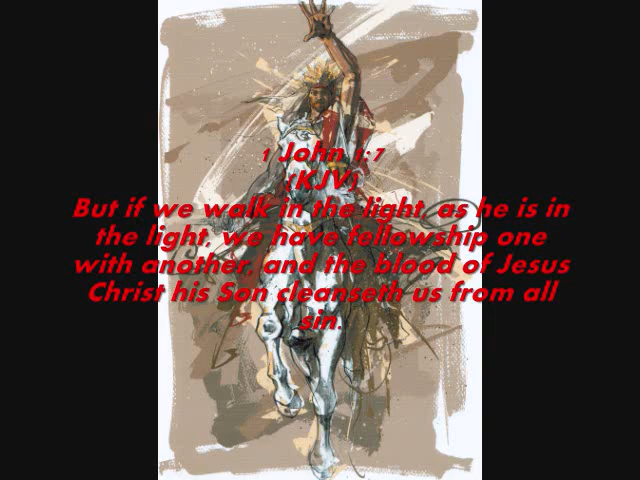 1 John 1:7
(KJV)
But if we walk in the light, as he is in
the light, we have fellowship one
with another, and the blood of Jesus
Christ his Son cleanseth us from all
sin.